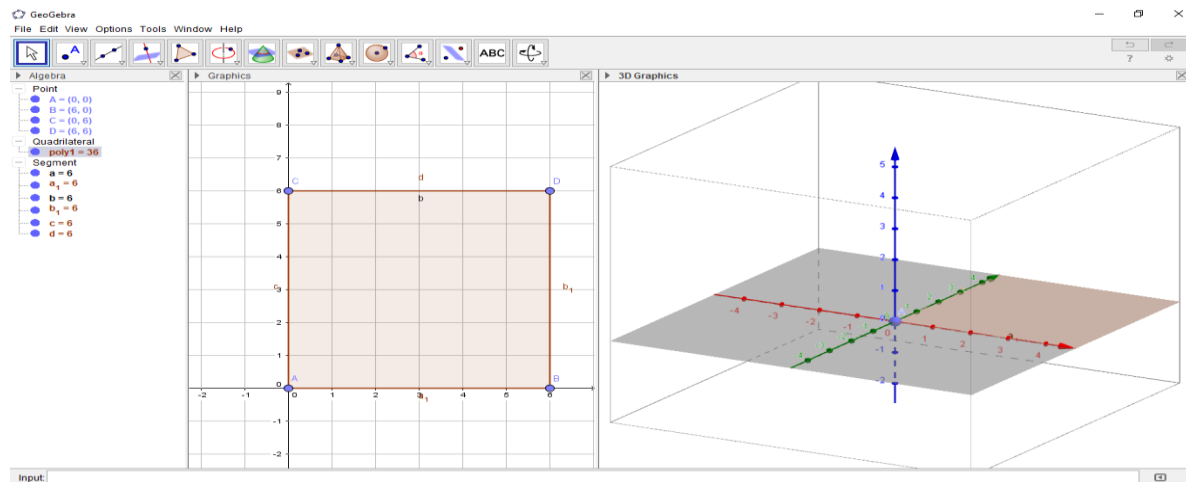 GeoGebra
File Edit View Options Tools Window Help
ABC
?
Algebra
Point
A = (0, 0)
B = (6, 0)
C = (0, 6)
D = (6, 6)
Quadrilateral
poly1 = 36
Segment
a = 6
a₁ = 6
b = 6
b₁ = 6
c = 6
d = 6
Graphics
9
8
7
6
5
4
3
2
1
0
-1
-2
-2 -1 0 1 2 3 4 5 6
C
d
D
b
b₁
A
B
a₁
3D Graphics
5
4
3
2
1
-1
-2
-4 -3 -2 -1 0 1 2 3 4
Input: